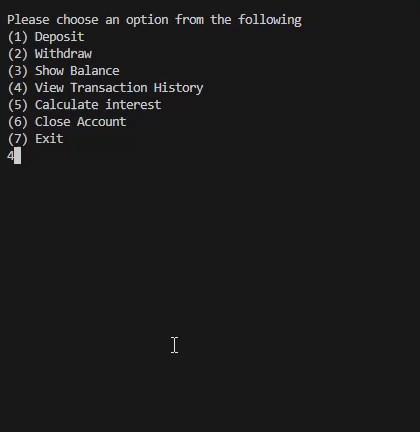 Please choose an option from the following
(1) Deposit
(2) Withdraw
(3) Show Balance
(4) View Transaction History
(5) Calculate interest
(6) Close Account
(7) Exit
4